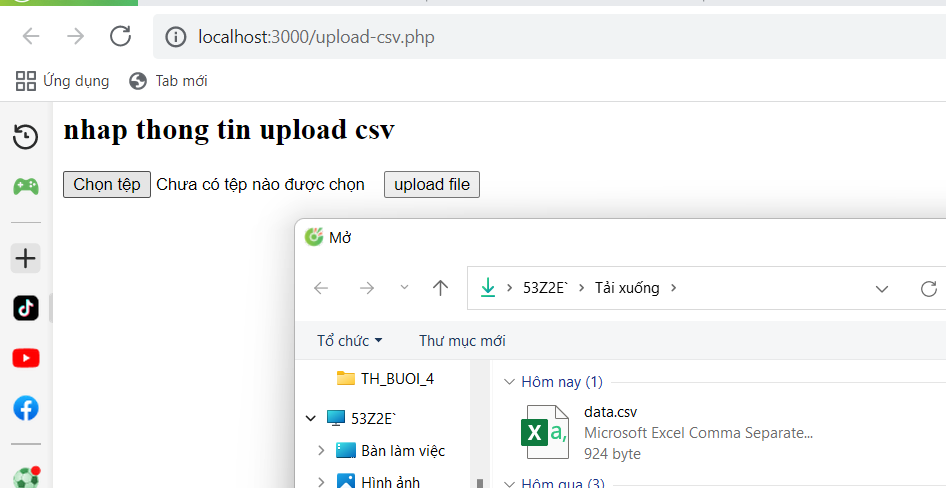 localhost:3000/upload-csv.php
Ứng dụng Tab mới
nhap thong tin upload csv
Chọn tệp Chưa có tệp nào được chọn upload file
Mở
53Z2E` Tải xuống
Tổ chức Thư mục mới
TH_BUOI_4
53Z2E`
Bàn làm việc
Hình ảnh
Hôm nay (1)
data.csv
Microsoft Excel Comma Separate...
924 byte
Hôm qua (3)